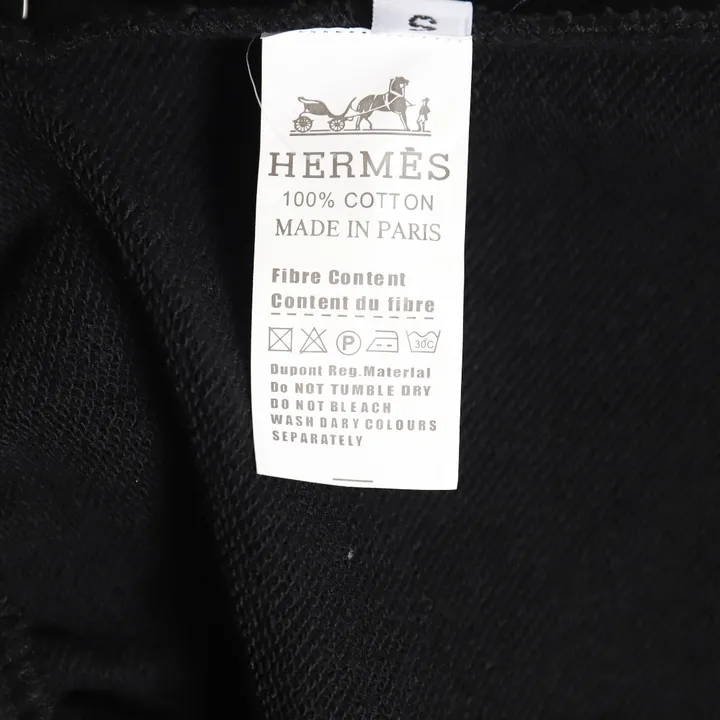 S
HERMÈS
100% COTTON
MADE IN PARIS
Fibre Content
Content du fibre
P
30C
Dupont Reg.Material
Do NOT TUMBLE DRY
DO NOT BLEACH
WASH DARY COLOURS
SEPARATELY